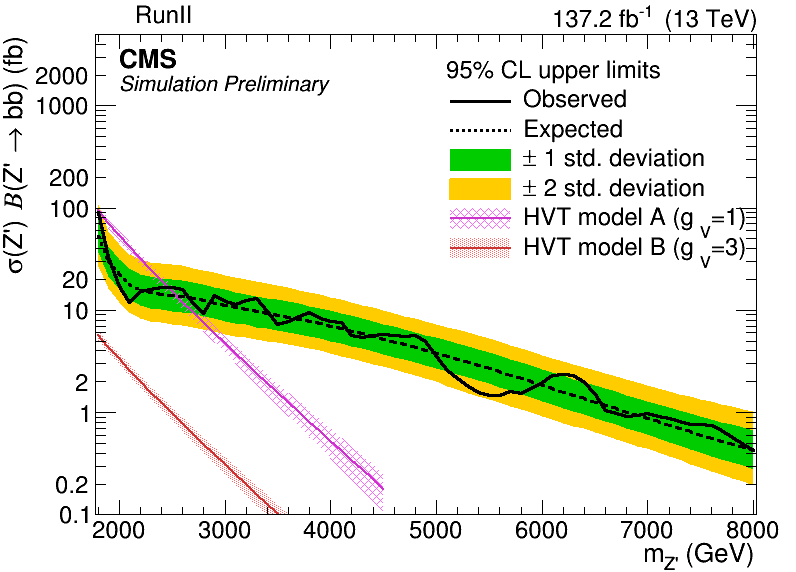 RunII
137.2 fb⁻¹ (13 TeV)
CMS
Simulation Preliminary
95% CL upper limits
Observed
Expected
± 1 std. deviation
± 2 std. deviation
HVT model A (g_v=1)
HVT model B (g_v=3)
σ(Z') B(Z' → bb) (fb)
2000
1000
200
100
20
10
2
1
0.2
0.1
2000 3000 4000 5000 6000 7000 8000
m_Z' (GeV)